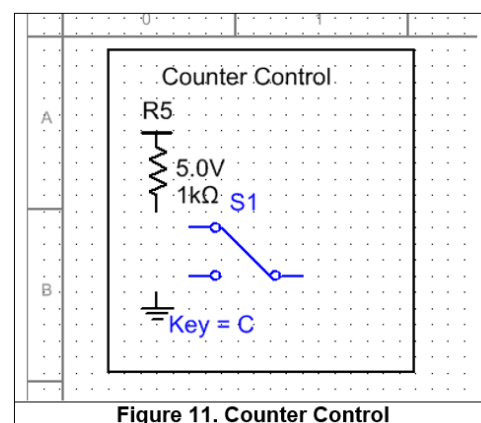 0 1
Counter Control
A
R5
5.0V
1kΩ
S1
B
Key = C
Figure 11. Counter Control